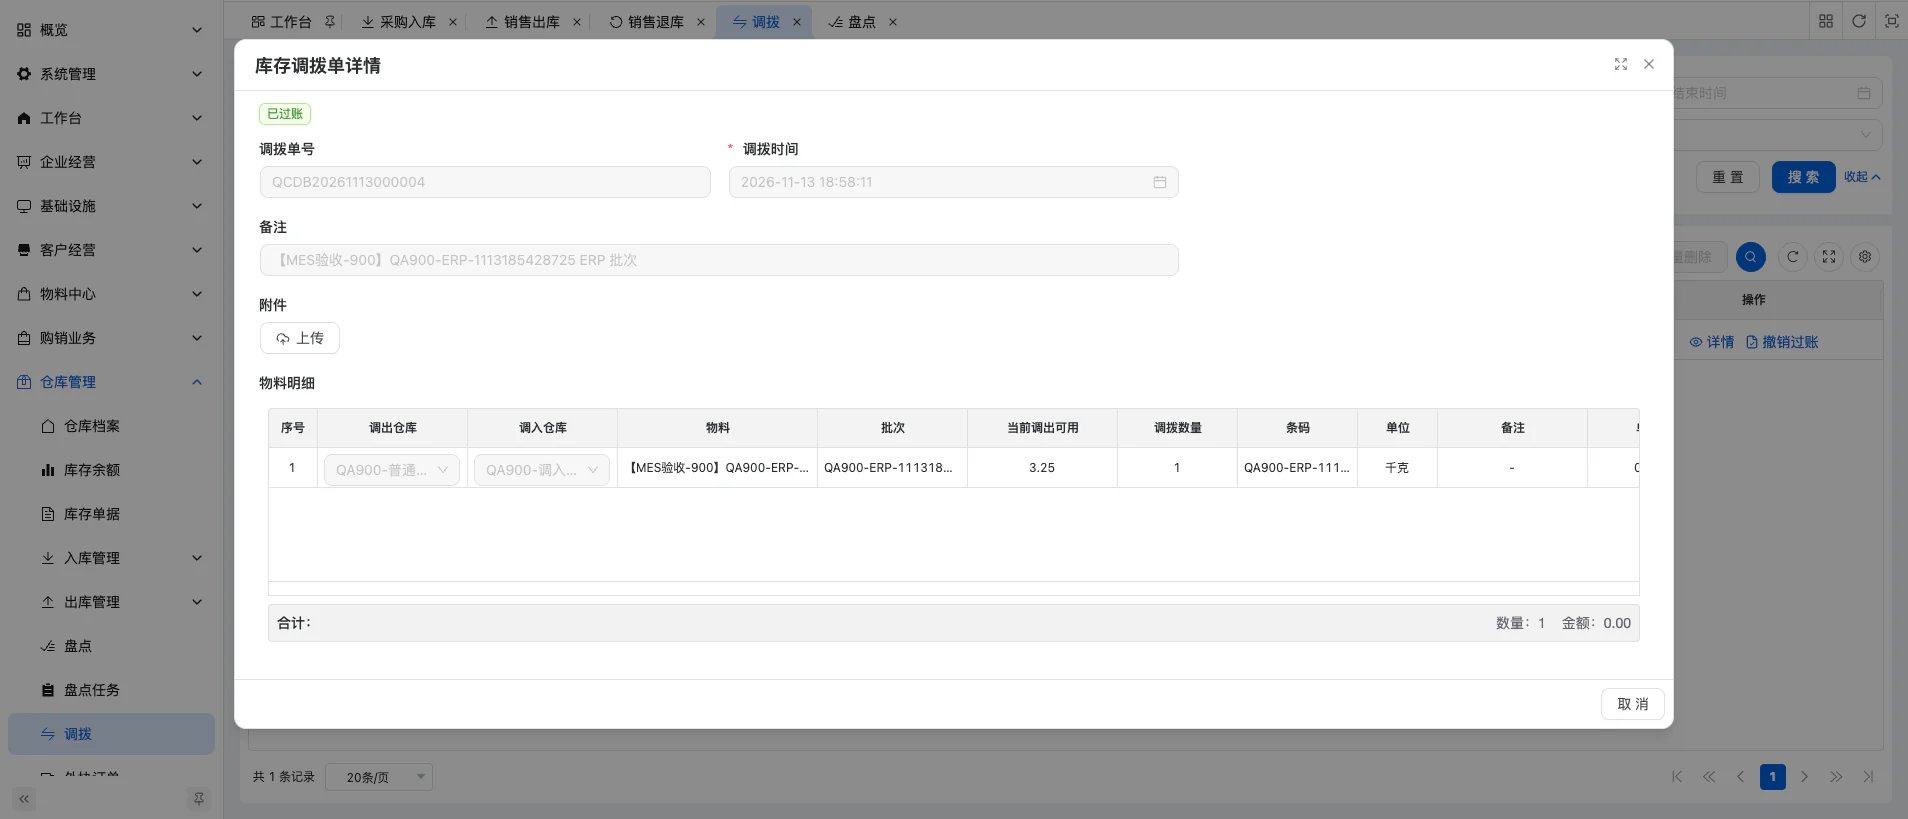 概览
系统管理
工作台
企业经营
基础设施
客户经营
物料中心
购销业务
仓库管理
仓库档案
库存余额
库存单据
入库管理
出库管理
盘点
盘点任务
调拨
工作台 采购入库 销售出库 销售退库 调拨 盘点
结束时间
重 置 搜 索 收起
删除
操作
详情 撤销过账
库存调拨单详情
已过账
调拨单号 * 调拨时间
QCDB20261113000004 2026-11-13 18:58:11
备注
【MES验收-900】QA900-ERP-1113185428725 ERP 批次
附件
上传
物料明细
序号 调出仓库 调入仓库 物料 批次 当前调出可用 调拨数量 条码 单位 备注
1 QA900-普通... QA900-调入... 【MES验收-900】QA900-ERP-... QA900-ERP-111318... 3.25 1 QA900-ERP-111... 千克 -
合计： 数量：1 金额：0.00
取 消
共 1 条记录 20条/页 1